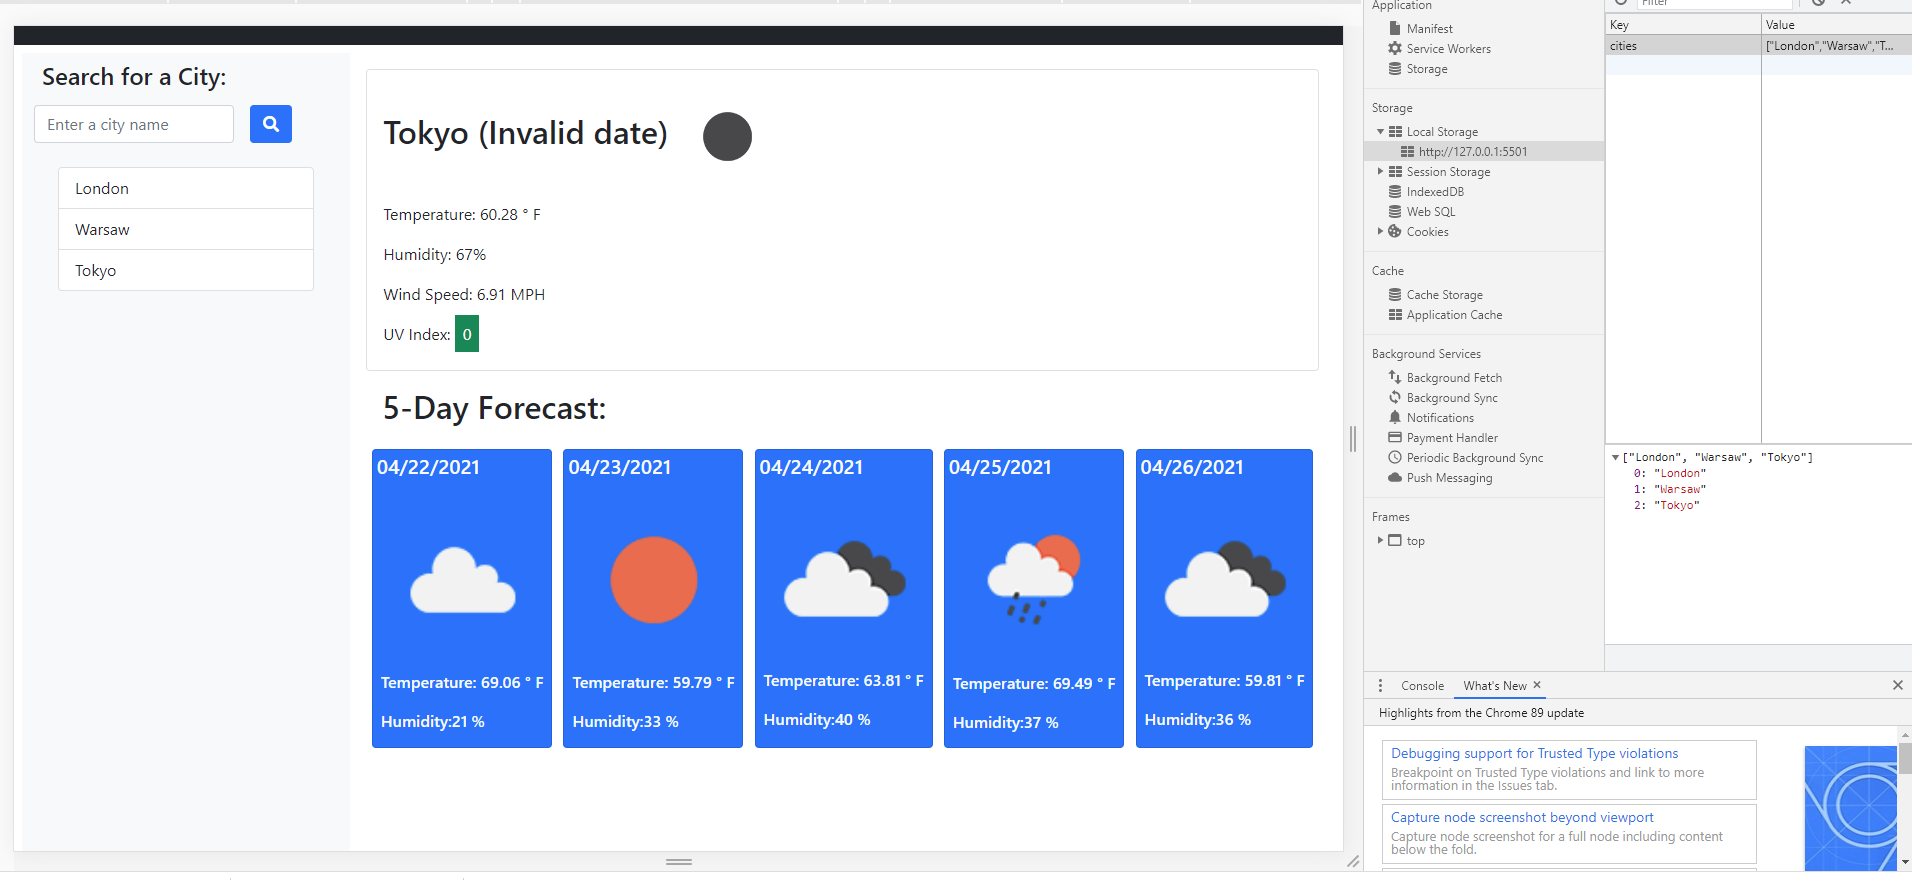 Search for a City:
Enter a city name
London
Warsaw
Tokyo
Tokyo (Invalid date)
Temperature: 60.28 ° F
Humidity: 67%
Wind Speed: 6.91 MPH
UV Index: 0
5-Day Forecast:
04/22/2021
Temperature: 69.06 ° F
Humidity:21 %
04/23/2021
Temperature: 59.79 ° F
Humidity:33 %
04/24/2021
Temperature: 63.81 ° F
Humidity:40 %
04/25/2021
Temperature: 69.49 ° F
Humidity:37 %
04/26/2021
Temperature: 59.81 ° F
Humidity:36 %
Application
Manifest
Service Workers
Storage
Storage
Local Storage
http://127.0.0.1:5501
Session Storage
IndexedDB
Web SQL
Cookies
Cache
Cache Storage
Application Cache
Background Services
Background Fetch
Background Sync
Notifications
Payment Handler
Periodic Background Sync
Push Messaging
Frames
top
Filter
Key Value
cities ["London","Warsaw","T...
["London", "Warsaw", "Tokyo"]
0: "London"
1: "Warsaw"
2: "Tokyo"
Console What's New
Highlights from the Chrome 89 update
Debugging support for Trusted Type violations
Breakpoint on Trusted Type violations and link to more
information in the Issues tab.
Capture node screenshot beyond viewport
Capture node screenshot for a full node including content
below the fold.